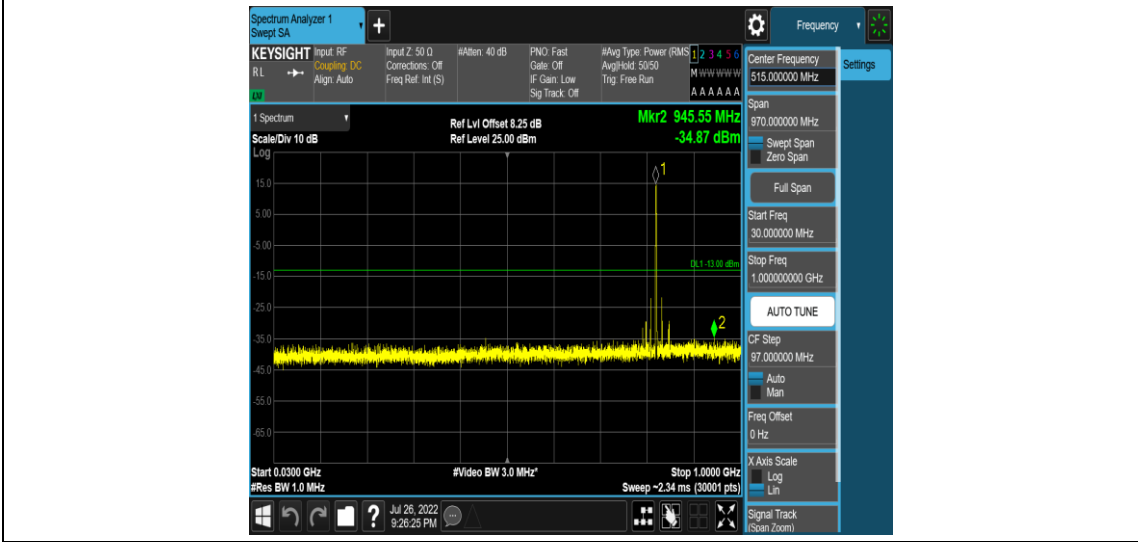 Spectrum Analyzer 1
Swept SA
+
Frequency
KEYSIGHT
RL
Input: RF
Coupling: DC
Align: Auto
Input Z: 50 Ω
Corrections: Off
Freq Ref: Int (S)
#Atten: 40 dB
PNO: Fast
Gate: Off
IF Gain: Low
Sig Track: Off
#Avg Type: Power (RMS
Avg|Hold: 50/50
Trig: Free Run
1 2 3 4 5 6
M W W W W W
A A A A A A
1 Spectrum
Scale/Div 10 dB
Log
Ref Lvl Offset 8.25 dB
Ref Level 25.00 dBm
Mkr2 945.55 MHz
-34.87 dBm
15.0
5.00
-5.00
-15.0
-25.0
-35.0
-45.0
-55.0
-65.0
1
DL1 -13.00 dBm
2
Start 0.0300 GHz
#Res BW 1.0 MHz
#Video BW 3.0 MHz*
Stop 1.0000 GHz
Sweep ~2.34 ms (30001 pts)
Center Frequency
515.000000 MHz
Settings
Span
970.000000 MHz
Swept Span
Zero Span
Full Span
Start Freq
30.000000 MHz
Stop Freq
1.000000000 GHz
AUTO TUNE
CF Step
97.000000 MHz
Auto
Man
Freq Offset
0 Hz
X Axis Scale
Log
Lin
Signal Track
(Span Zoom)
?
Jul 26, 2022
9:26:25 PM